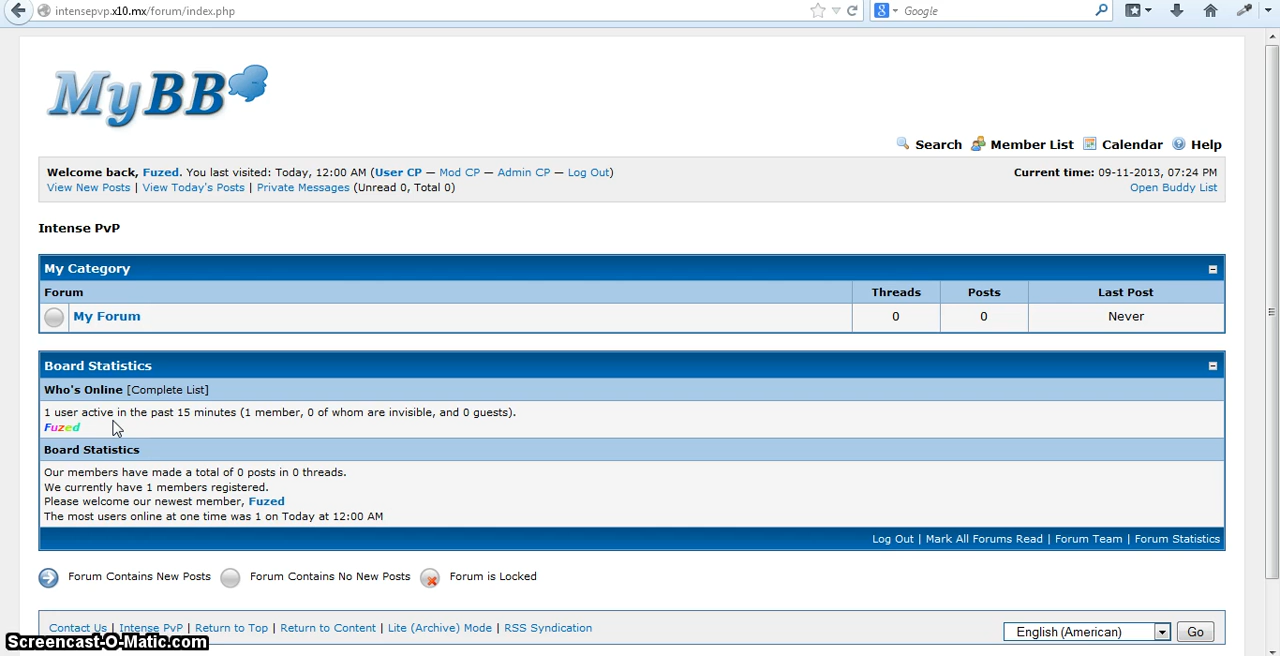 intensepvp.x10.mx/forum/index.php
Google
MyBB
Search Member List Calendar Help
Welcome back, Fuzed. You last visited: Today, 12:00 AM (User CP — Mod CP — Admin CP — Log Out)
Current time: 09-11-2013, 07:24 PM
View New Posts | View Today's Posts | Private Messages (Unread 0, Total 0)
Open Buddy List
Intense PvP
My Category
Forum Threads Posts Last Post
My Forum 0 0 Never
Board Statistics
Who's Online [Complete List]
1 user active in the past 15 minutes (1 member, 0 of whom are invisible, and 0 guests).
Fuzed
Board Statistics
Our members have made a total of 0 posts in 0 threads.
We currently have 1 members registered.
Please welcome our newest member, Fuzed
The most users online at one time was 1 on Today at 12:00 AM
Log Out | Mark All Forums Read | Forum Team | Forum Statistics
Forum Contains New Posts Forum Contains No New Posts Forum is Locked
Contact Us | Intense PvP | Return to Top | Return to Content | Lite (Archive) Mode | RSS Syndication
English (American) Go
Screencast-O-Matic.com